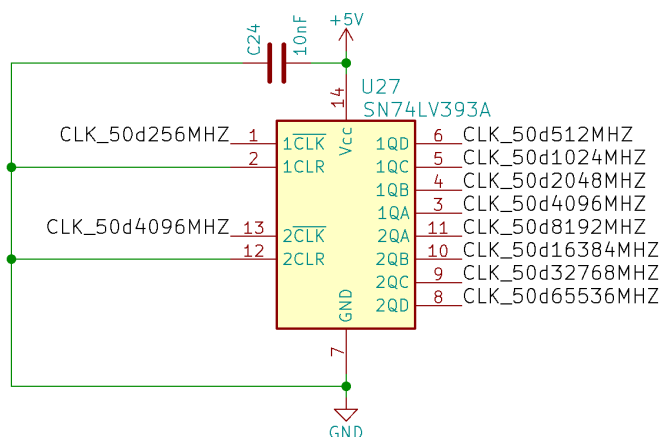 +5V
C24
10nF
U27
SN74LV393A
14
Vcc
CLK_50d256MHZ 1 1CLK 1QD 6 CLK_50d512MHZ
2 1CLR 1QC 5 CLK_50d1024MHZ
1QB 4 CLK_50d2048MHZ
1QA 3 CLK_50d4096MHZ
CLK_50d4096MHZ 13 2CLK 2QA 11 CLK_50d8192MHZ
12 2CLR 2QB 10 CLK_50d16384MHZ
2QC 9 CLK_50d32768MHZ
2QD 8 CLK_50d65536MHZ
GND
7
GND